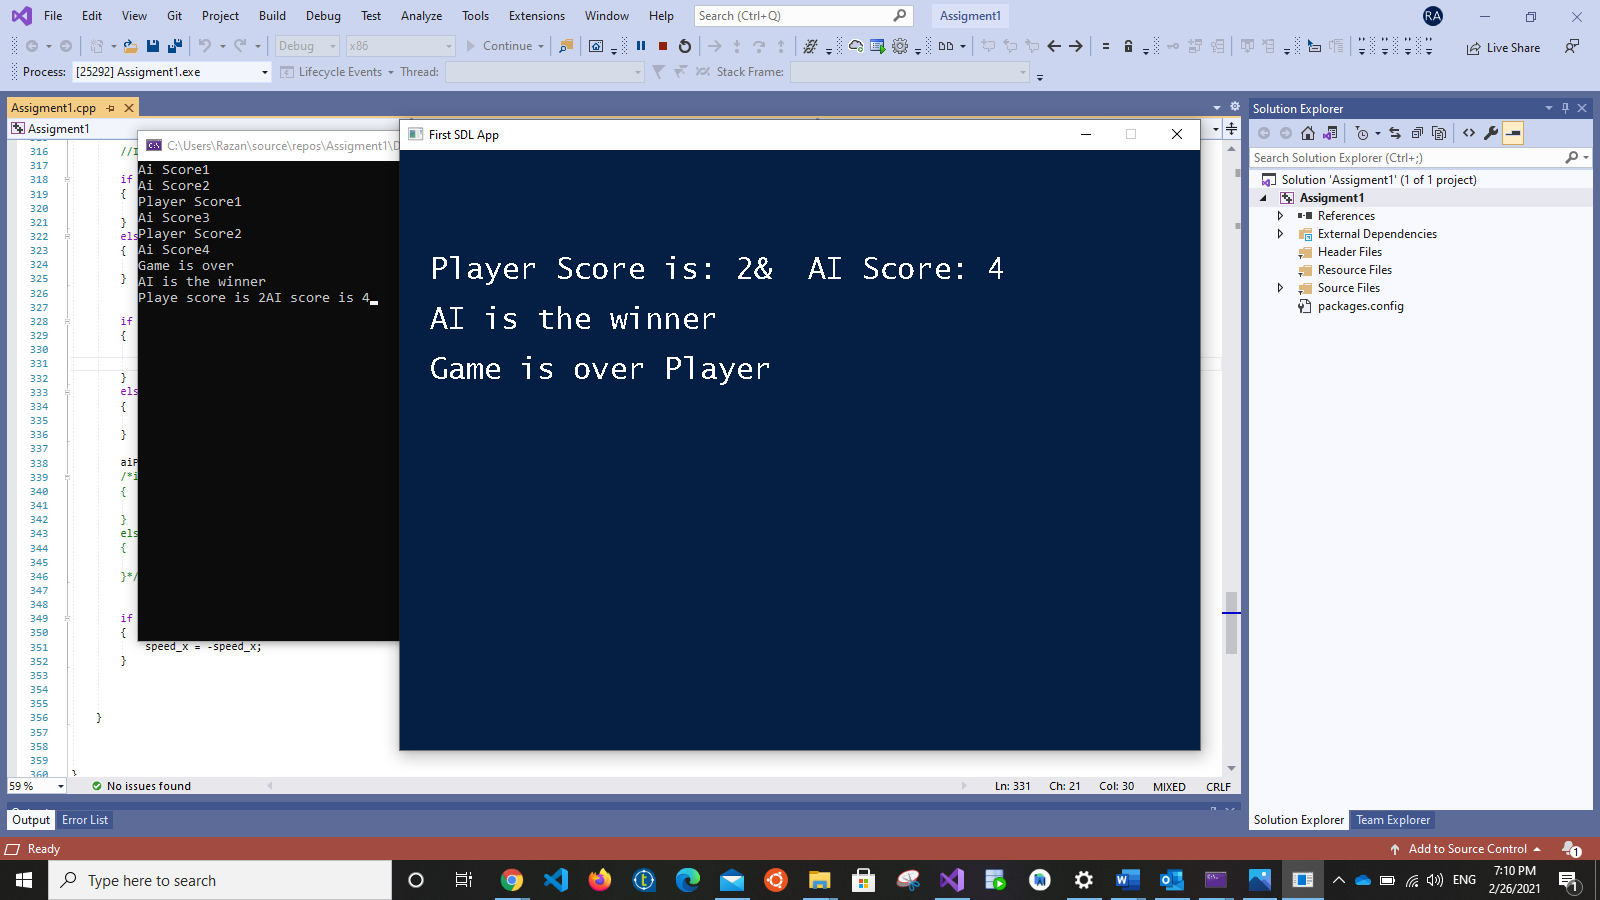 File Edit View Git Project Build Debug Test Analyze Tools Extensions Window Help Search (Ctrl+Q) Assigment1 RA
Debug x86 Continue Live Share
Process: [25292] Assigment1.exe Lifecycle Events Thread: Stack Frame:
Assigment1.cpp
Assigment1
C:\Users\Razan\source\repos\Assigment1\D
First SDL App
316
317
318 if
319 {
320
321 }
322 els
323 {
324
325 }
326
327
328 if
329 {
330
331
332 }
333 els
334 {
335
336 }
337
338 aiP
339 /*i
340 {
341
342 }
343 els
344 {
345
346 }*/
347
348
349 if
350 {
351 speed_x = -speed_x;
352 }
353
354
355
356 }
357
358
359
360 }
Ai Score1
Ai Score2
Player Score1
Ai Score3
Player Score2
Ai Score4
Game is over
AI is the winner
Playe score is 2AI score is 4
Player Score is: 2&  AI Score: 4
AI is the winner
Game is over Player
Solution Explorer
Search Solution Explorer (Ctrl+;)
Solution 'Assigment1' (1 of 1 project)
Assigment1
References
External Dependencies
Header Files
Resource Files
Source Files
packages.config
59 % No issues found Ln: 331 Ch: 21 Col: 30 MIXED CRLF
Output
Output Error List
Solution Explorer Team Explorer
Ready Add to Source Control 1
Type here to search ENG 7:10 PM
2/26/2021 1